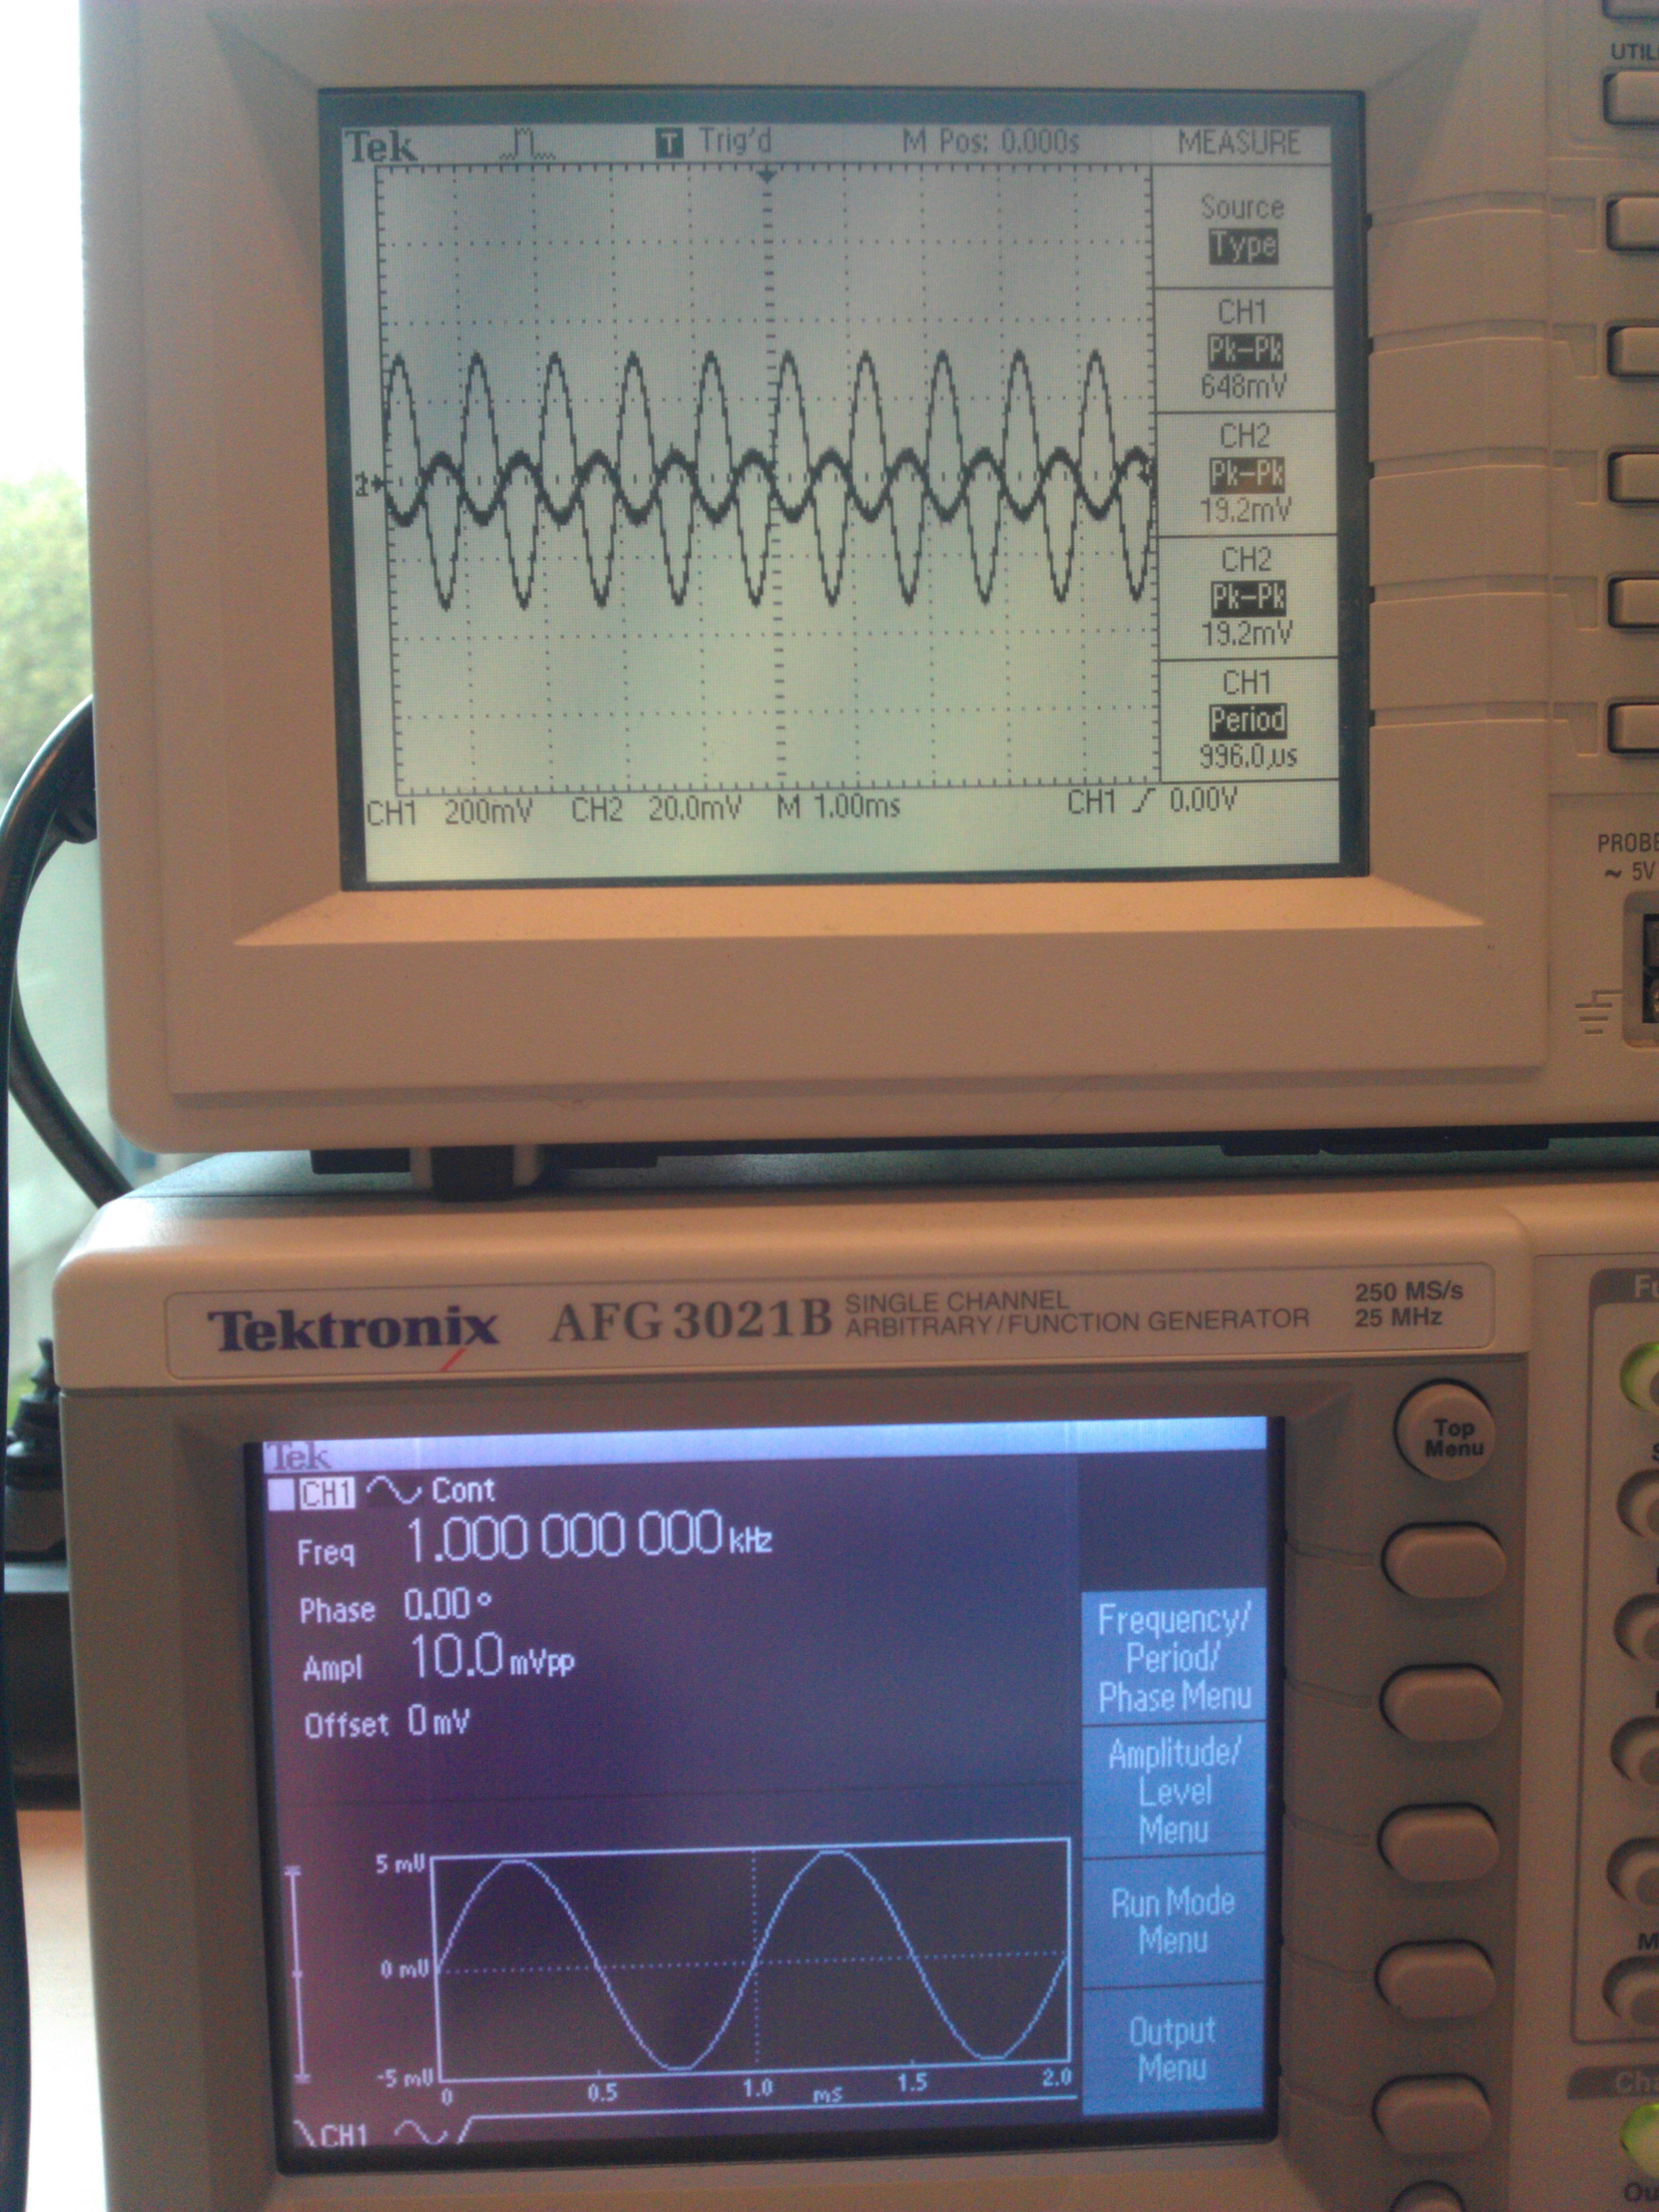 UTIL
Tek
T Trig'd
M Pos: 0.000s
MEASURE
Source
Type
CH1
Pk-Pk
648mV
CH2
Pk-Pk
19.2mV
CH2
Pk-Pk
19.2mV
CH1
Period
996.0µs
CH1 200mV CH2 20.0mV M 1.00ms CH1 0.00V
PROBE
~ 5V
Tektronix AFG 3021B SINGLE CHANNEL
ARBITRARY/FUNCTION GENERATOR
250 MS/s
25 MHz
Top
Menu
Tek
CH1 Cont
Freq 1.000 000 000 kHz
Phase 0.00 °
Ampl 10.0 mVpp
Offset 0 mV
Frequency/
Period/
Phase Menu
Amplitude/
Level
Menu
Run Mode
Menu
Output
Menu
5 mV
0 mV
-5 mV
0 0.5 1.0 ms 1.5 2.0
CH1